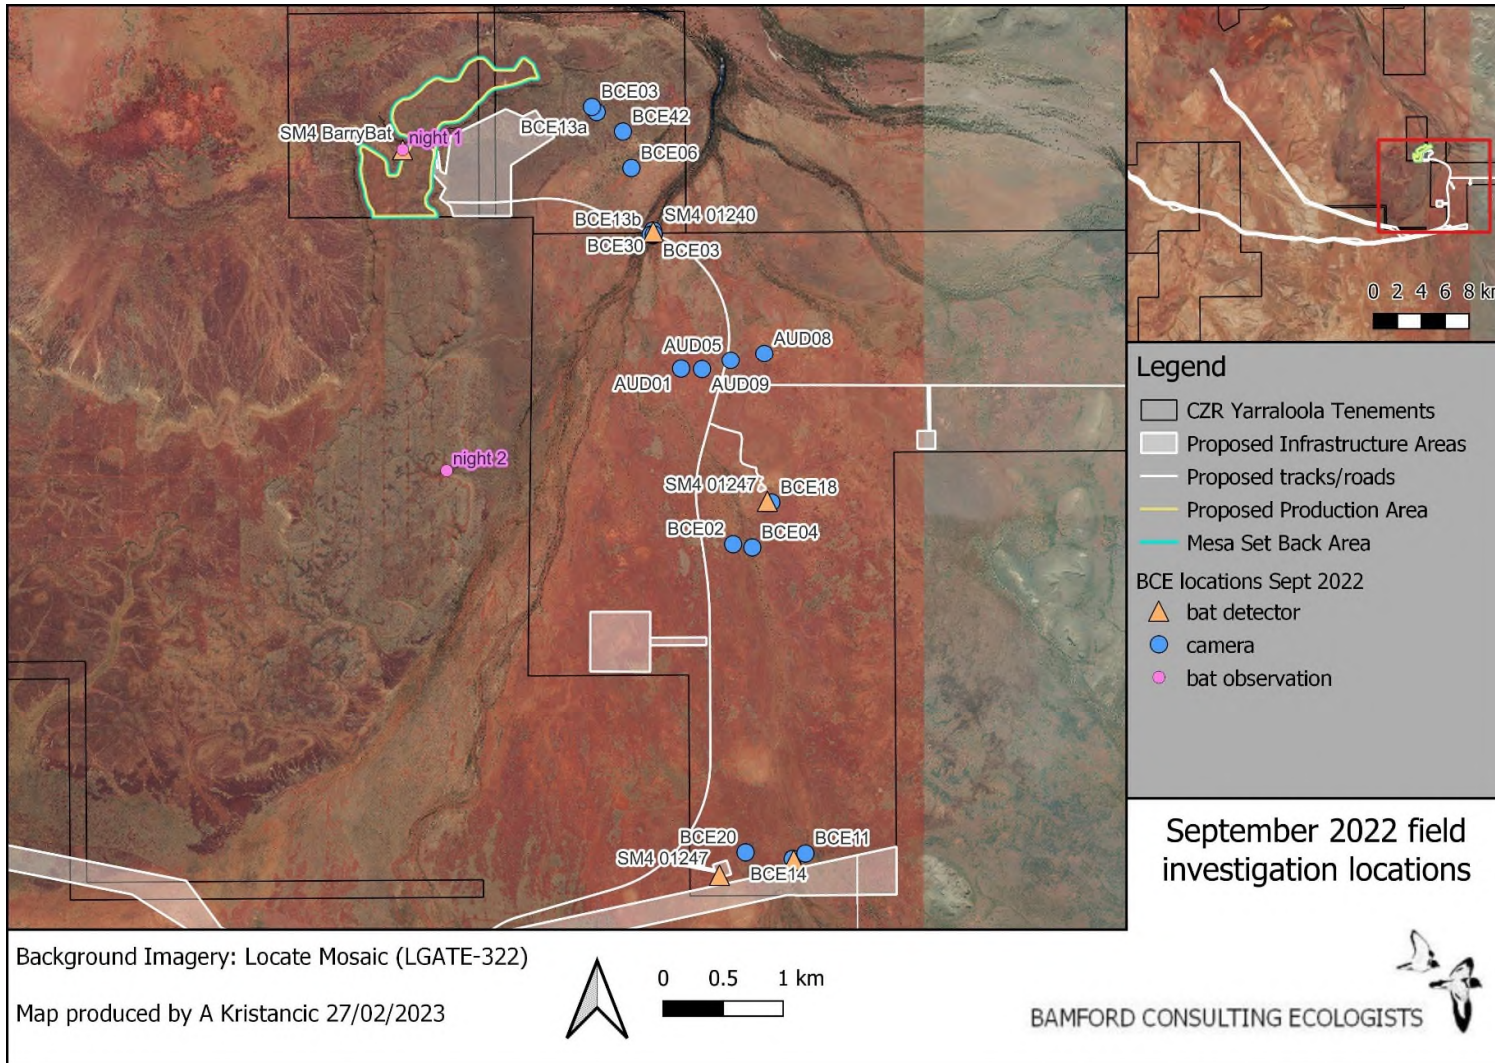 BCE03
BCE13a
BCE42
SM4 BarryBat
night 1
BCE06
BCE13b
SM4 01240
BCE30
BCE03
AUD05
AUD08
AUD01
AUD09
night 2
SM4 01247
BCE18
BCE02
BCE04
BCE20
BCE11
SM4 01247
BCE14
0 2 4 6 8 km
Legend
CZR Yarraloola Tenements
Proposed Infrastructure Areas
Proposed tracks/roads
Proposed Production Area
Mesa Set Back Area
BCE locations Sept 2022
bat detector
camera
bat observation
September 2022 field
investigation locations
Background Imagery: Locate Mosaic (LGATE-322)
Map produced by A Kristancic 27/02/2023
0 0.5 1 km
BAMFORD CONSULTING ECOLOGISTS